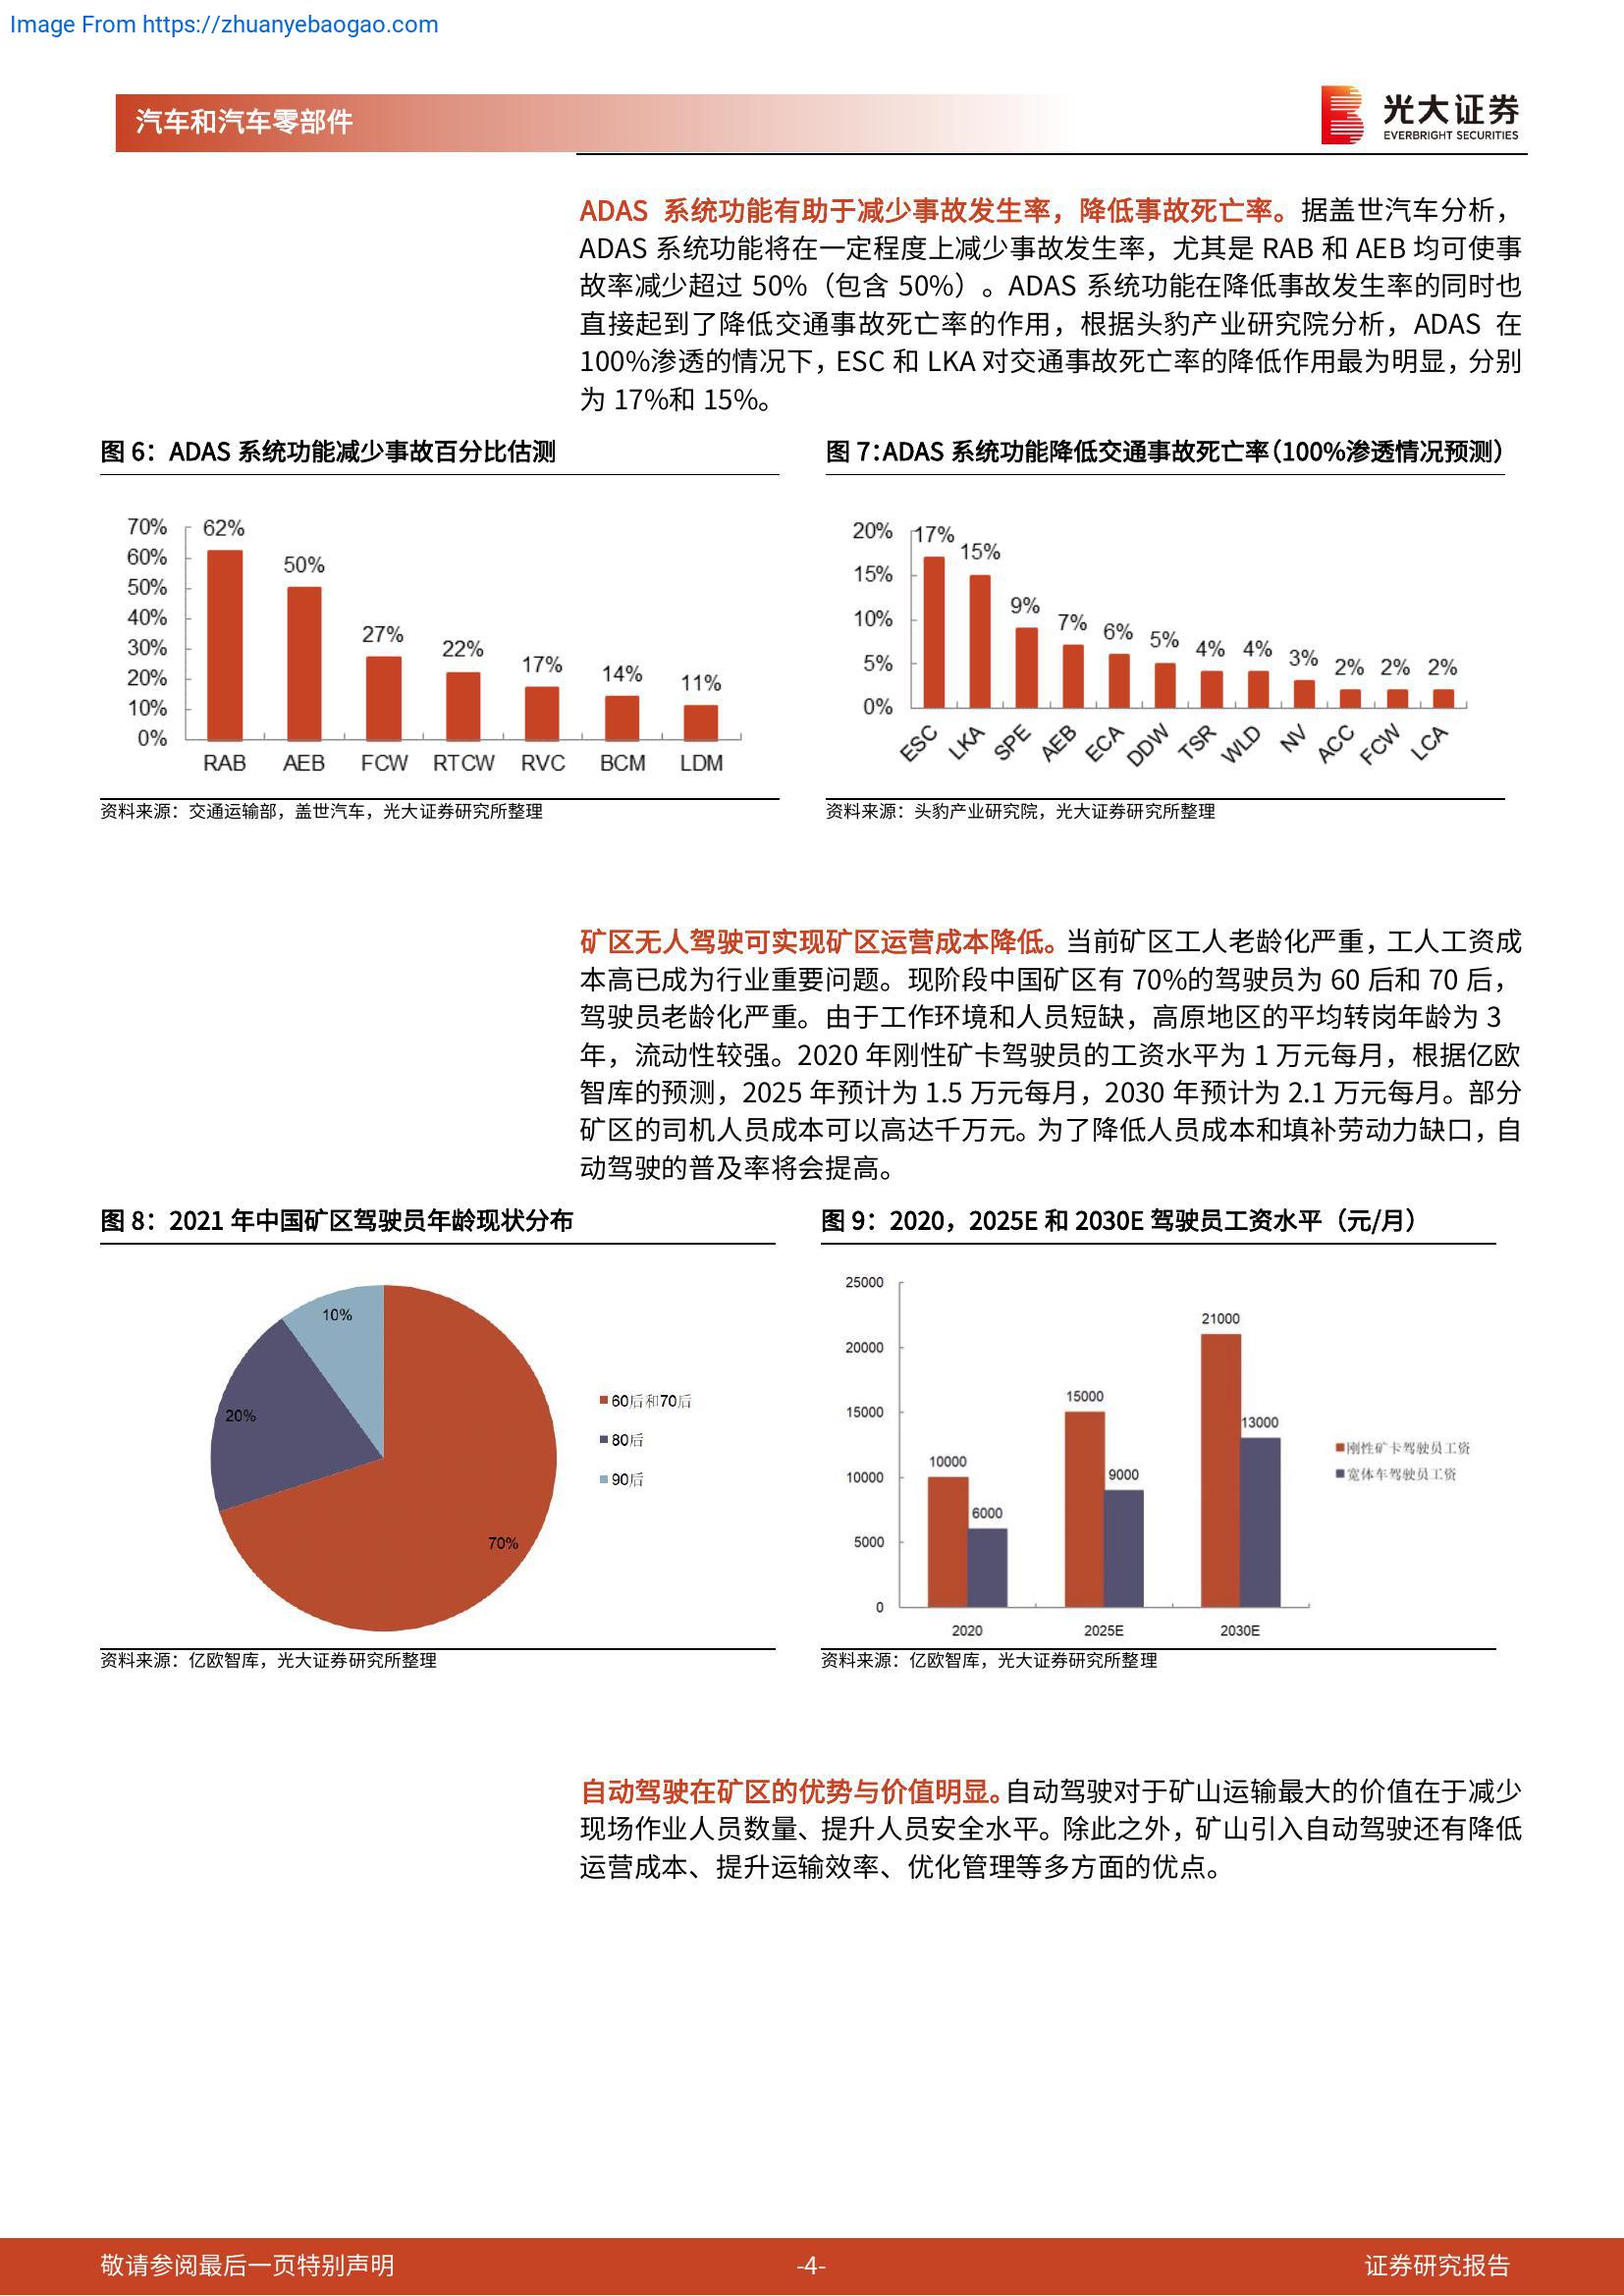 Image From https://zhuanyebaogao.com
汽车和汽车零部件
光大证券
EVERBRIGHT SECURITIES
ADAS 系统功能有助于减少事故发生率，降低事故死亡率。据盖世汽车分析，
ADAS 系统功能将在一定程度上减少事故发生率，尤其是 RAB 和 AEB 均可使事
故率减少超过 50%（包含 50%）。ADAS 系统功能在降低事故发生率的同时也
直接起到了降低交通事故死亡率的作用，根据头豹产业研究院分析，ADAS 在
100%渗透的情况下，ESC 和 LKA 对交通事故死亡率的降低作用最为明显，分别
为 17%和 15%。
图 6：ADAS 系统功能减少事故百分比估测
70%
60%
50%
40%
30%
20%
10%
0%
62%
50%
27%
22%
17%
14%
11%
RAB AEB FCW RTCW RVC BCM LDM
资料来源：交通运输部，盖世汽车，光大证券研究所整理
图 7：ADAS 系统功能降低交通事故死亡率（100%渗透情况预测）
20%
15%
10%
5%
0%
17%
15%
9%
7%
6%
5%
4%
4%
3%
2%
2%
2%
ESC LKA SPE AEB ECA DDW TSR WLD NV ACC FCW LCA
资料来源：头豹产业研究院，光大证券研究所整理
矿区无人驾驶可实现矿区运营成本降低。当前矿区工人老龄化严重，工人工资成
本高已成为行业重要问题。现阶段中国矿区有 70%的驾驶员为 60 后和 70 后，
驾驶员老龄化严重。由于工作环境和人员短缺，高原地区的平均转岗年龄为 3
年，流动性较强。2020 年刚性矿卡驾驶员的工资水平为 1 万元每月，根据亿欧
智库的预测，2025 年预计为 1.5 万元每月，2030 年预计为 2.1 万元每月。部分
矿区的司机人员成本可以高达千万元。为了降低人员成本和填补劳动力缺口，自
动驾驶的普及率将会提高。
图 8：2021 年中国矿区驾驶员年龄现状分布
10%
20%
70%
60后和70后
80后
90后
资料来源：亿欧智库，光大证券研究所整理
图 9：2020，2025E 和 2030E 驾驶员工资水平（元/月）
25000
20000
15000
10000
5000
0
10000
6000
15000
9000
21000
13000
2020 2025E 2030E
刚性矿卡驾驶员工资
宽体车驾驶员工资
资料来源：亿欧智库，光大证券研究所整理
自动驾驶在矿区的优势与价值明显。自动驾驶对于矿山运输最大的价值在于减少
现场作业人员数量、提升人员安全水平。除此之外，矿山引入自动驾驶还有降低
运营成本、提升运输效率、优化管理等多方面的优点。
敬请参阅最后一页特别声明
-4-
证券研究报告